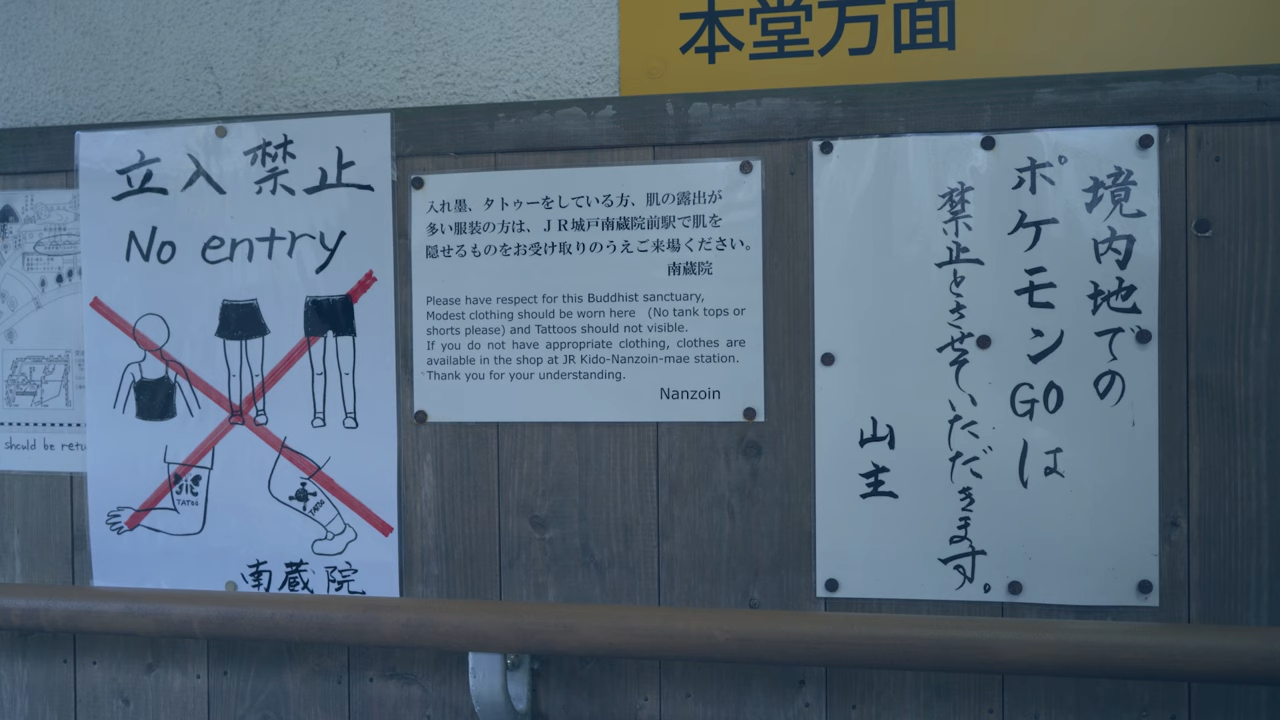 本堂方面
立入禁止
No entry
TATOO
TATOO
南蔵院
should be retu
入れ墨、タトゥーをしている方、肌の露出が
多い服装の方は、JR城戸南蔵院前駅で肌を
隠せるものをお受け取りのうえご来場ください。
南蔵院
Please have respect for this Buddhist sanctuary,
Modest clothing should be worn here (No tank tops or
shorts please) and Tattoos should not visible.
If you do not have appropriate clothing, clothes are
available in the shop at JR Kido-Nanzoin-mae station.
Thank you for your understanding.
Nanzoin
境内地での
ポケモンGOは
禁止とさせていただきます。
山主